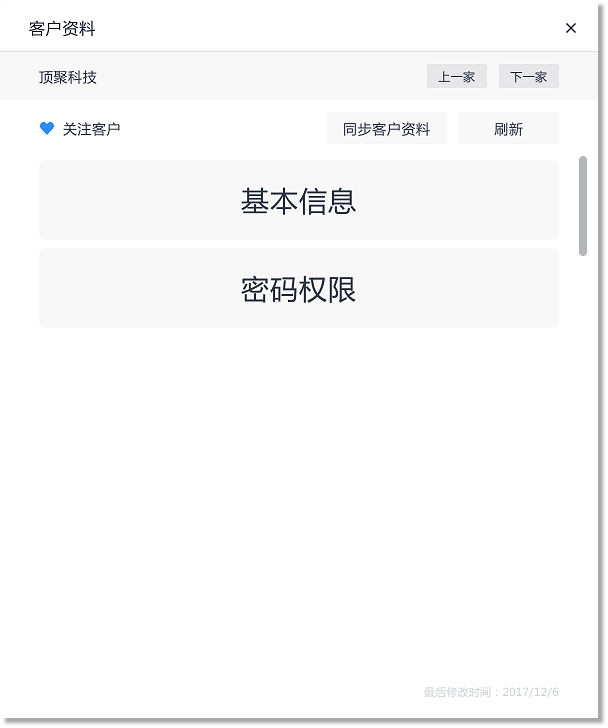 客户资料 ×
顶聚科技 上一家 下一家
关注客户 同步客户资料 刷新
基本信息
密码权限
最后修改时间：2017/12/6